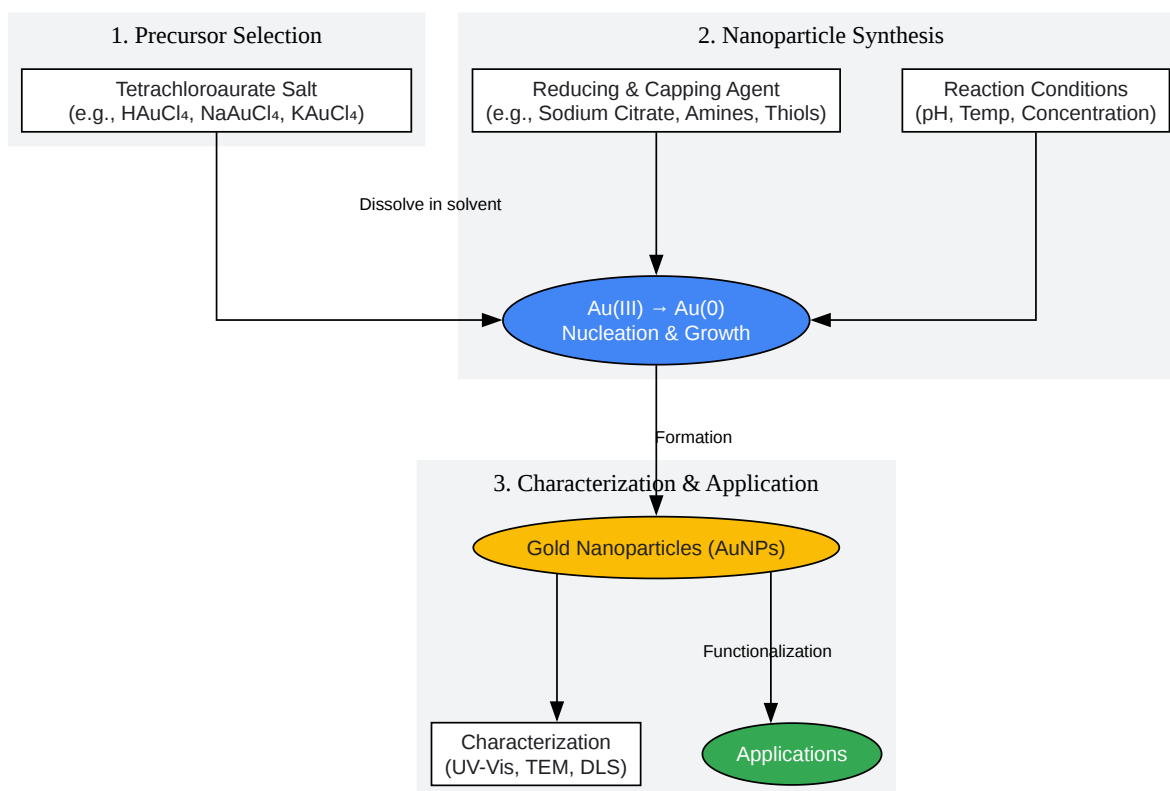 1. Precursor Selection
Tetrachloroaurate Salt
(e.g., HAuCl₄, NaAuCl₄, KAuCl₄)
2. Nanoparticle Synthesis
Reducing & Capping Agent
(e.g., Sodium Citrate, Amines, Thiols)
Reaction Conditions
(pH, Temp, Concentration)
Dissolve in solvent
Au(III) → Au(0)
Nucleation & Growth
Formation
3. Characterization & Application
Gold Nanoparticles (AuNPs)
Functionalization
Characterization
(UV-Vis, TEM, DLS)
Applications